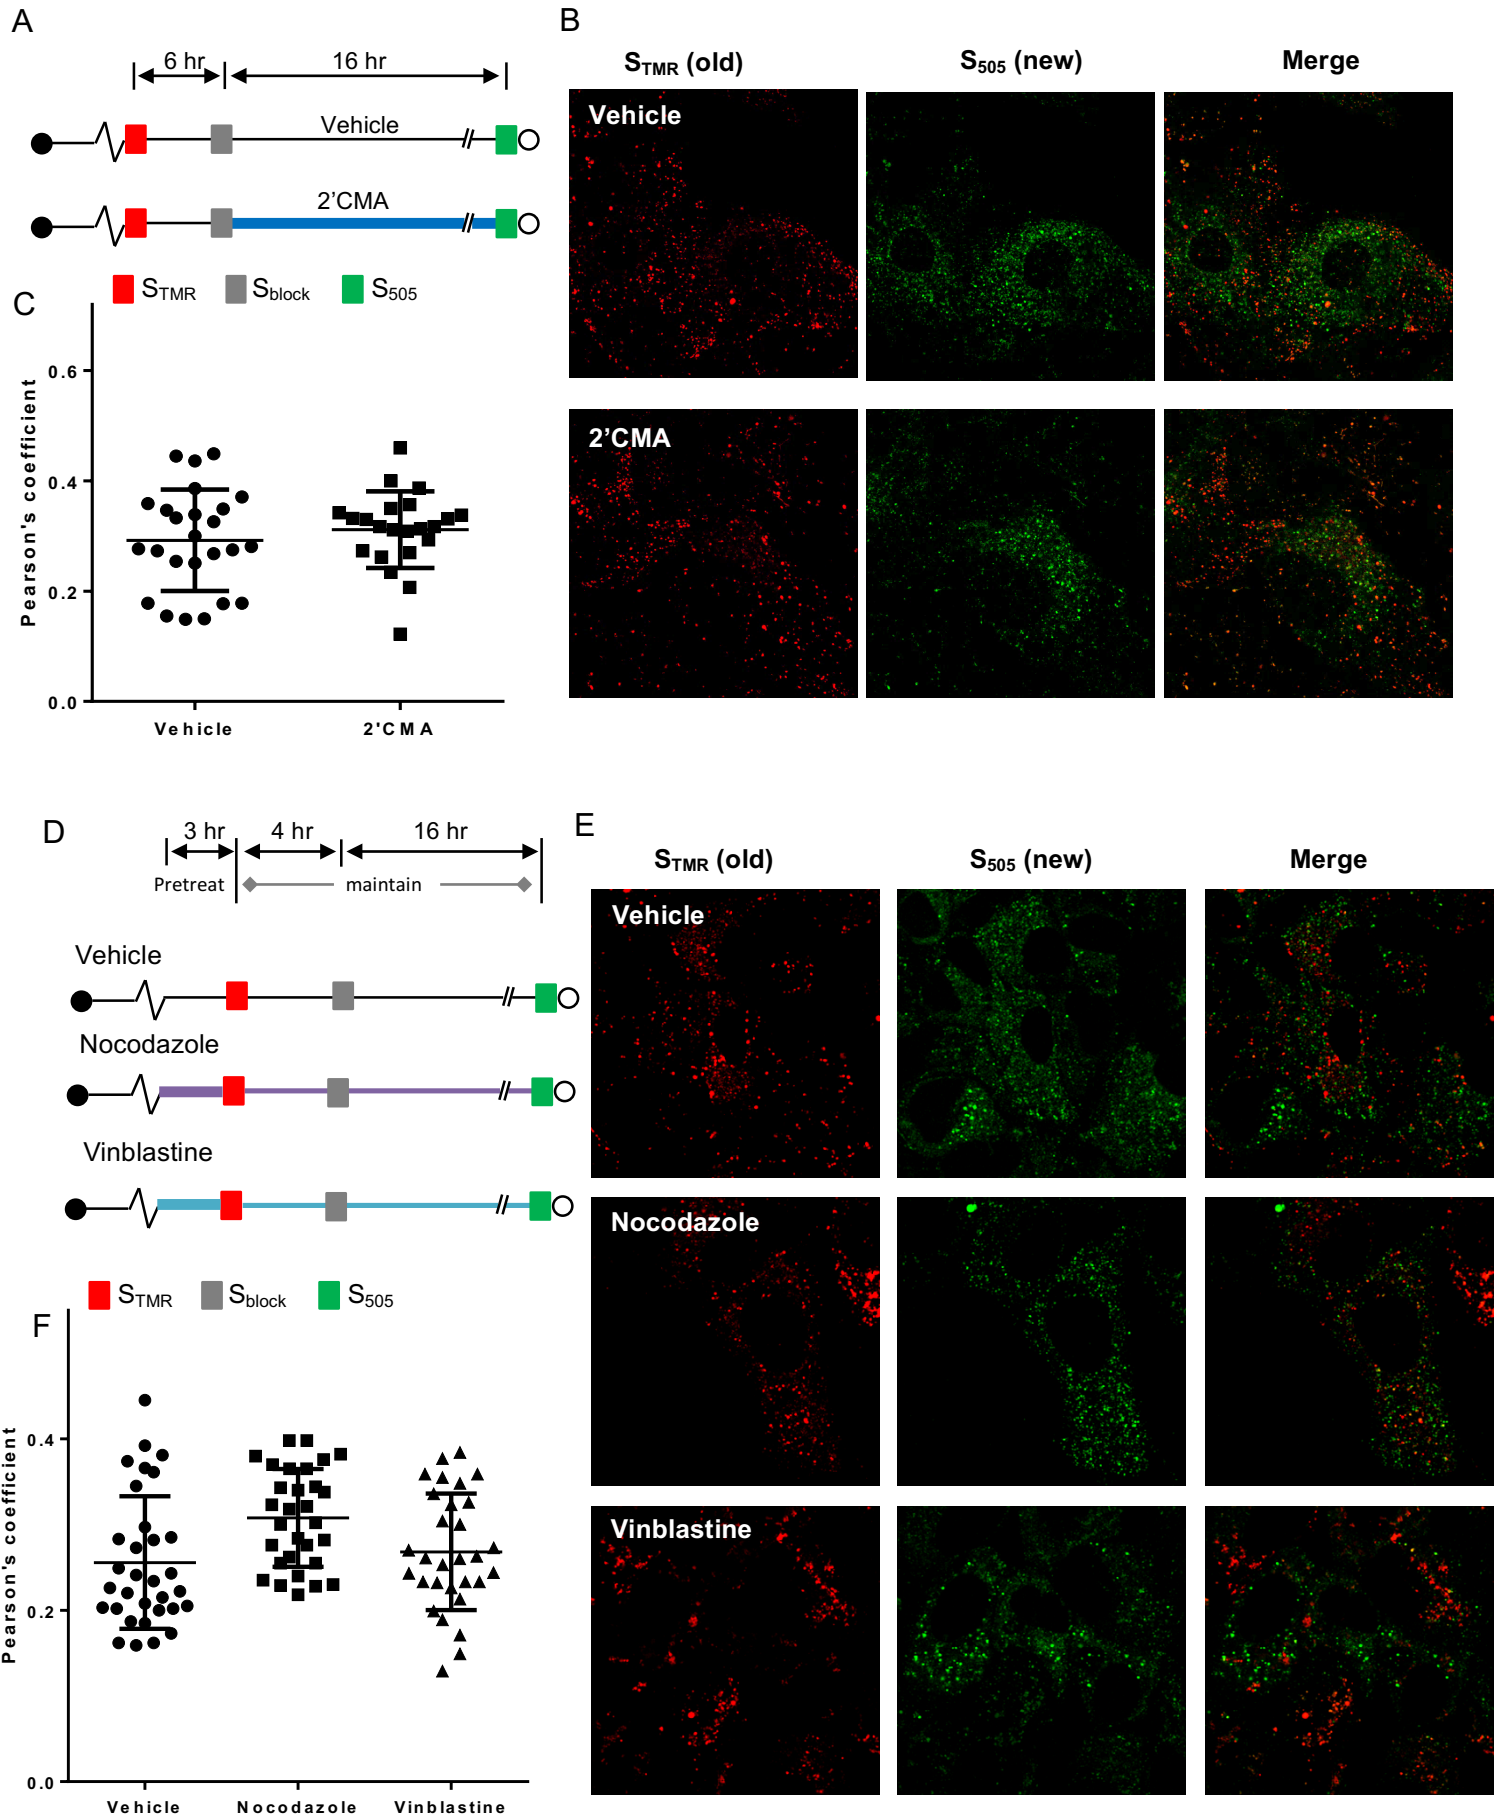 A
6 hr
16 hr
Vehicle
2'CMA
STMR
Sblock
S505
B
STMR (old)
S505 (new)
Merge
Vehicle
2'CMA
C
Pearson's coefficient
0.6
0.4
0.2
0.0
Vehicle
2'CMA
D
3 hr
4 hr
16 hr
Pretreat
maintain
Vehicle
Nocodazole
Vinblastine
STMR
Sblock
S505
E
STMR (old)
S505 (new)
Merge
Vehicle
Nocodazole
Vinblastine
F
Pearson's coefficient
0.4
0.2
0.0
Vehicle
Nocodazole
Vinblastine